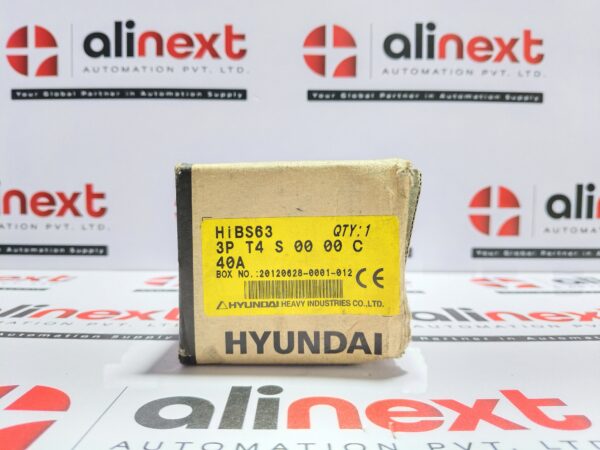 alinext
AUTOMATION PVT. LTD.
Your Global Partner in Automation Supply
alinext
AUTOMATION PVT. LTD.
Your Global Partner in Automation Supply
HiBS63 QTY:1
3P T4 S 00 00 C
40A
BOX NO.:20120628-0001-012 CE
HYUNDAI HEAVY INDUSTRIES CO.,LTD.
HYUNDAI
alinext
AUTOMATION PVT. LTD.